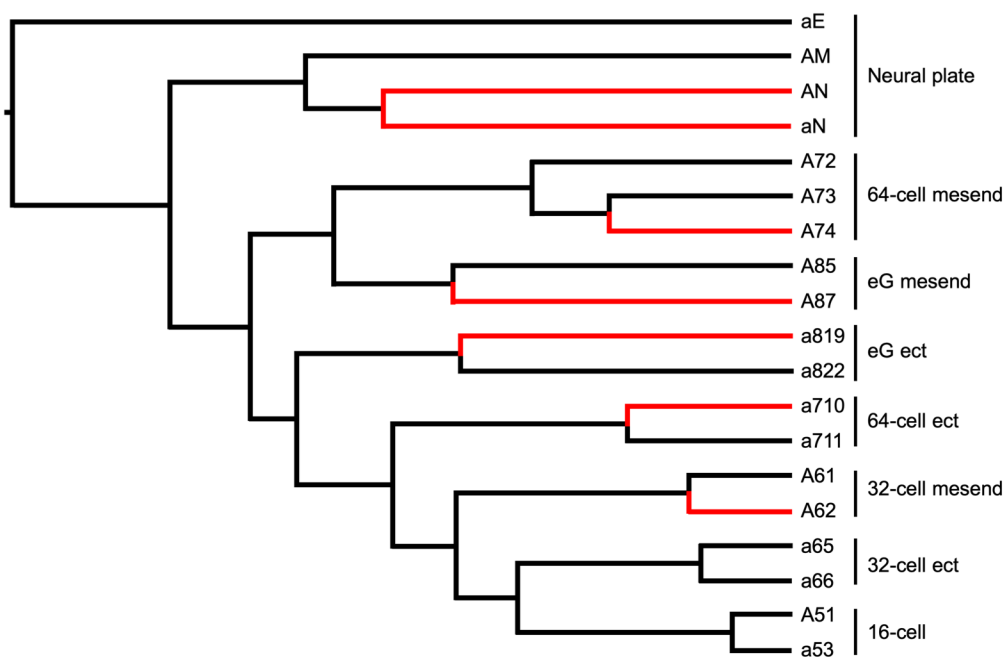 aE
AM
AN
aN
Neural plate
A72
A73
A74
64-cell mesend
A85
A87
eG mesend
a819
a822
eG ect
a710
a711
64-cell ect
A61
A62
32-cell mesend
a65
a66
32-cell ect
A51
a53
16-cell